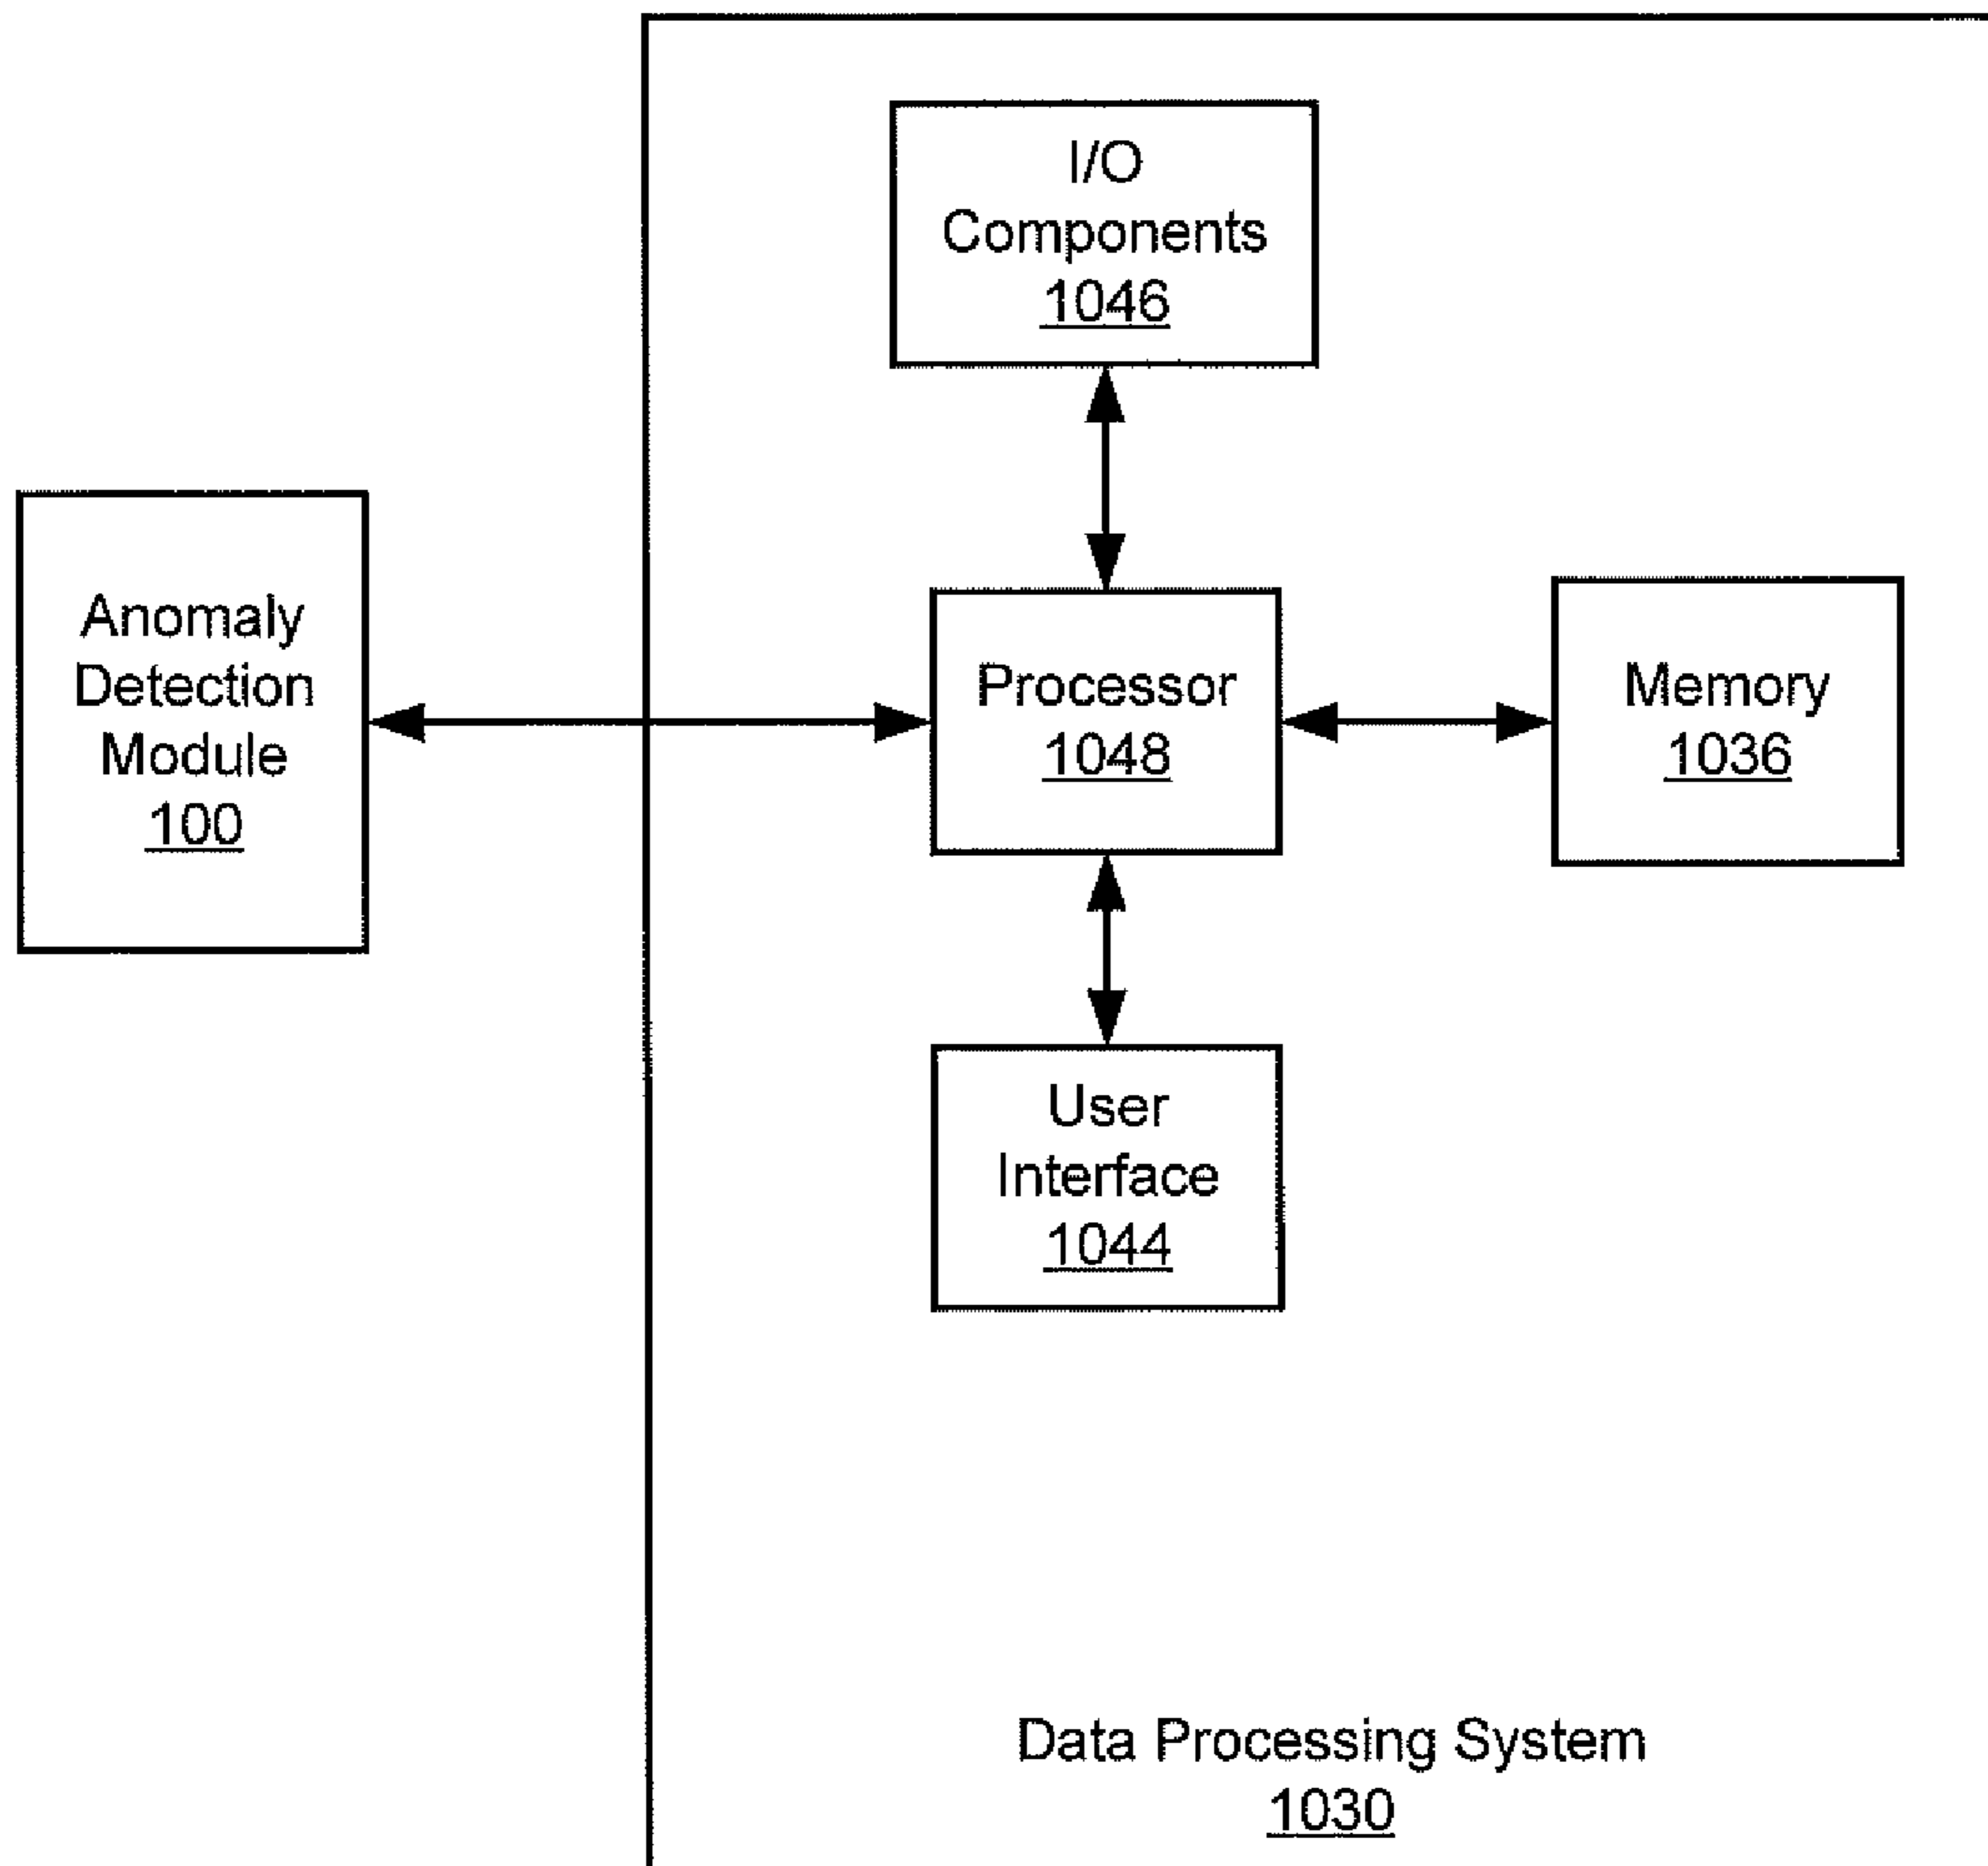 I/O
Components
1046
Anomaly
Detection
Module
100
Processor
1048
Memory
1036
User
Interface
1044
Data Processing System
1030